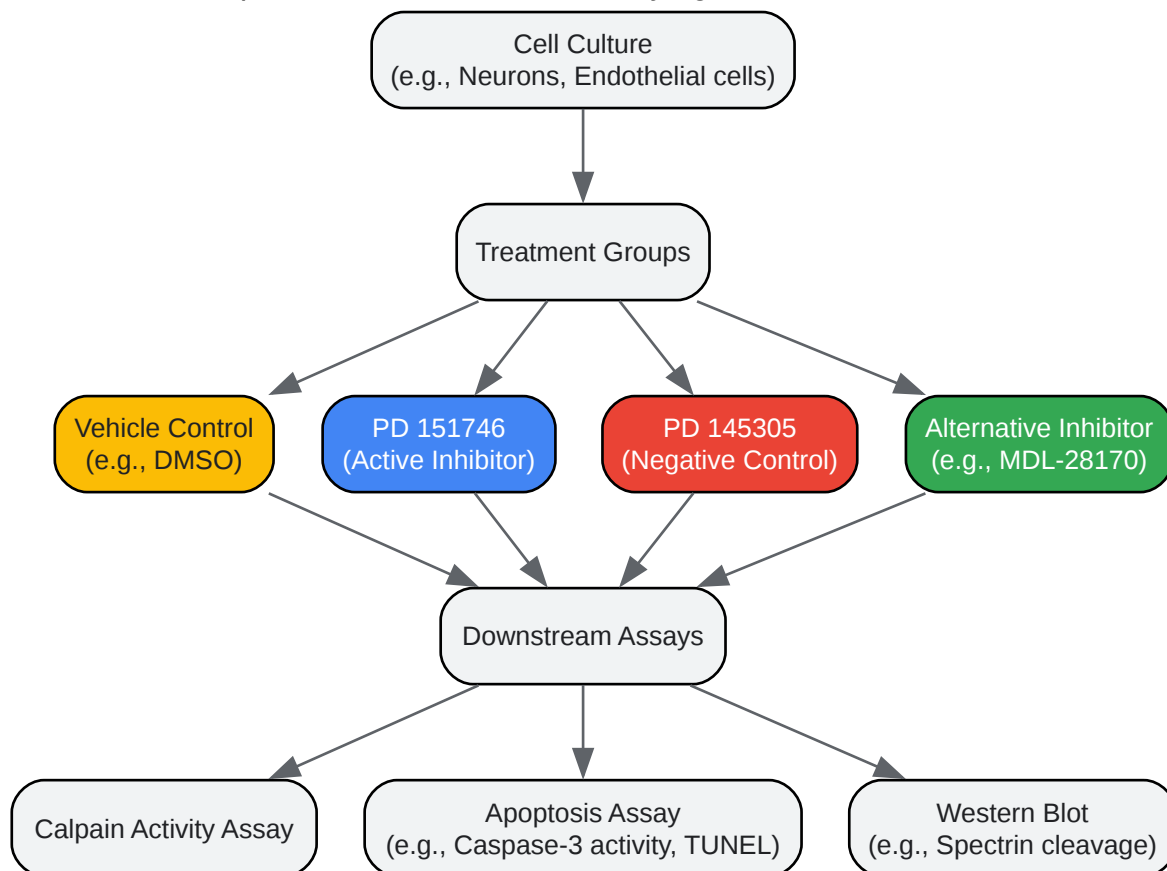 Cell Culture
(e.g., Neurons, Endothelial cells)
Treatment Groups
Vehicle Control
(e.g., DMSO)
PD 151746
(Active Inhibitor)
PD 145305
(Negative Control)
Alternative Inhibitor
(e.g., MDL-28170)
Downstream Assays
Calpain Activity Assay
Apoptosis Assay
(e.g., Caspase-3 activity, TUNEL)
Western Blot
(e.g., Spectrin cleavage)